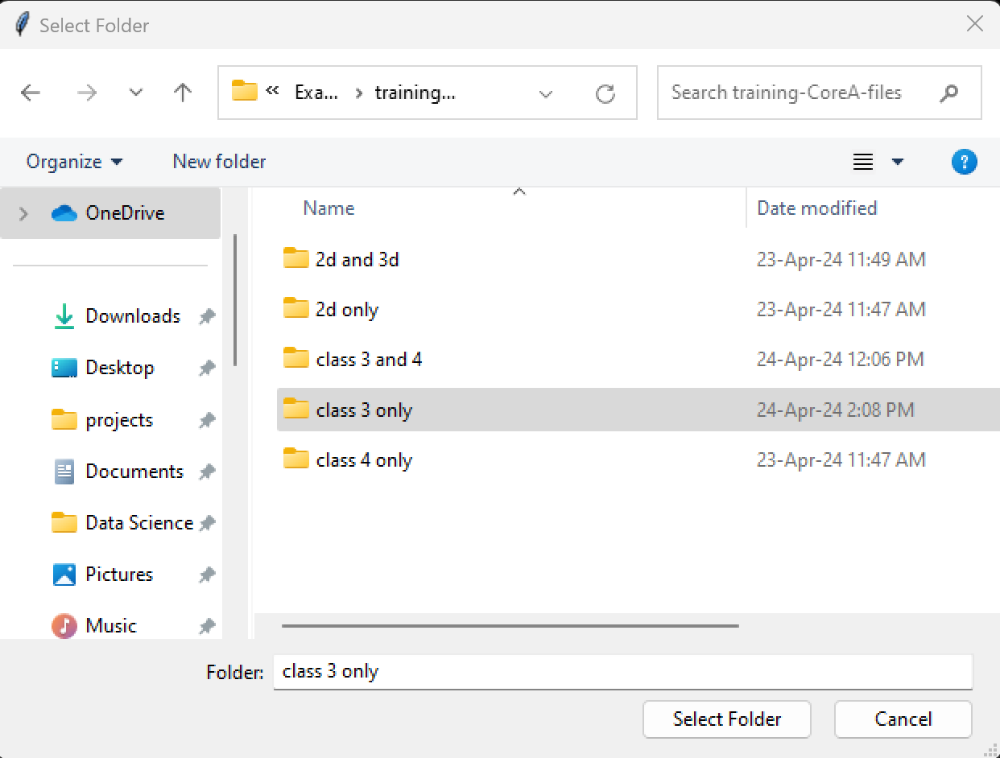 Select Folder
« Exa... › training... Search training-CoreA-files
Organize New folder ?
OneDrive
Downloads
Desktop
projects
Documents
Data Science
Pictures
Music
Name Date modified
2d and 3d 23-Apr-24 11:49 AM
2d only 23-Apr-24 11:47 AM
class 3 and 4 24-Apr-24 12:06 PM
class 3 only 24-Apr-24 2:08 PM
class 4 only 23-Apr-24 11:47 AM
Folder: class 3 only
Select Folder Cancel